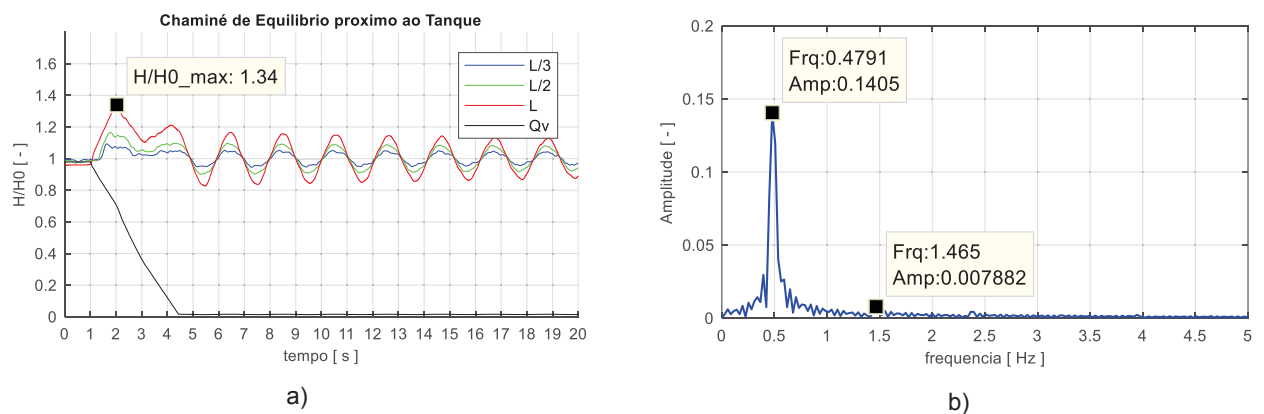 Chaminé de Equilibrio proximo ao Tanque
H/H0_max: 1.34
L/3
L/2
L
Qv
H/H0 [ - ]
1.6
1.4
1.2
1
0.8
0.6
0.4
0.2
0
0 1 2 3 4 5 6 7 8 9 10 11 12 13 14 15 16 17 18 19 20
tempo [ s ]
a)
Frq:0.4791
Amp:0.1405
Frq:1.465
Amp:0.007882
Amplitude [ - ]
0.2
0.15
0.1
0.05
0
0 0.5 1 1.5 2 2.5 3 3.5 4 4.5 5
frequencia [ Hz ]
b)